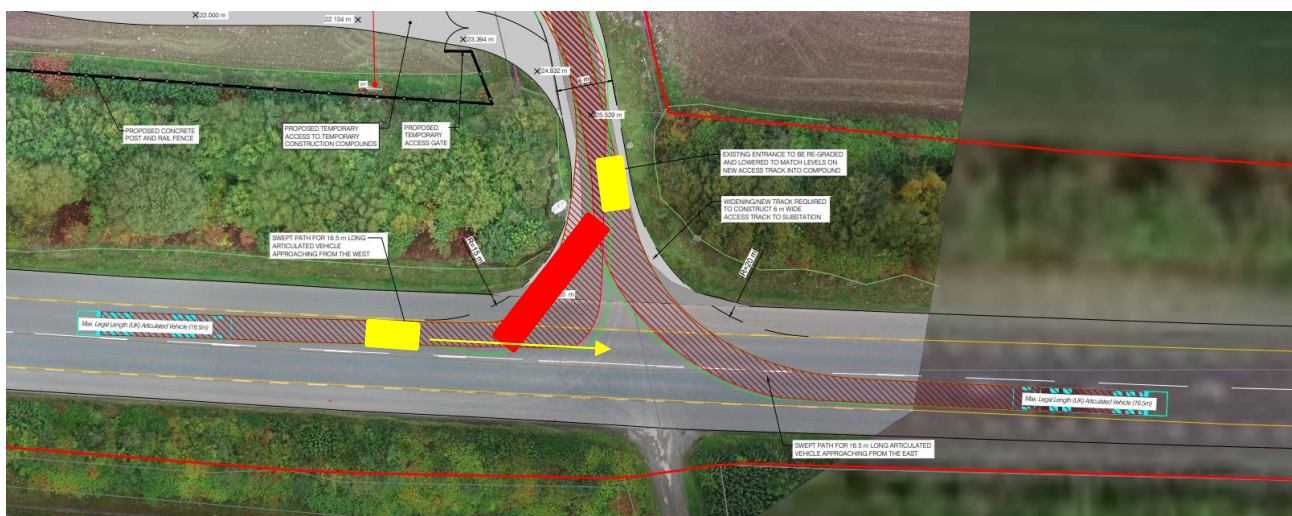 22.000 m
22.134 m
23.394 m
24.832 m
6 m
25.529 m
PROPOSED CONCRETE
POST AND RAIL FENCE
PROPOSED TEMPORARY
ACCESS TO TEMPORARY
CONSTRUCTION COMPOUNDS
PROPOSED
TEMPORARY
ACCESS GATE
EXISTING ENTRANCE TO BE RE-GRADED
AND LOWERED TO MATCH LEVELS ON
NEW ACCESS TRACK INTO COMPOUND
WIDENING/NEW TRACK REQUIRED
TO CONSTRUCT 6 m WIDE
ACCESS TRACK TO SUBSTATION
SWEPT PATH FOR 16.5 m LONG
ARTICULATED VEHICLE
APPROACHING FROM THE WEST
R=15 m
R=20 m
Max. Legal Length (UK) Articulated Vehicle (16.5m)
Max. Legal Length (UK) Articulated Vehicle (16.5m)
SWEPT PATH FOR 16.5 m LONG ARTICULATED
VEHICLE APPROACHING FROM THE EAST